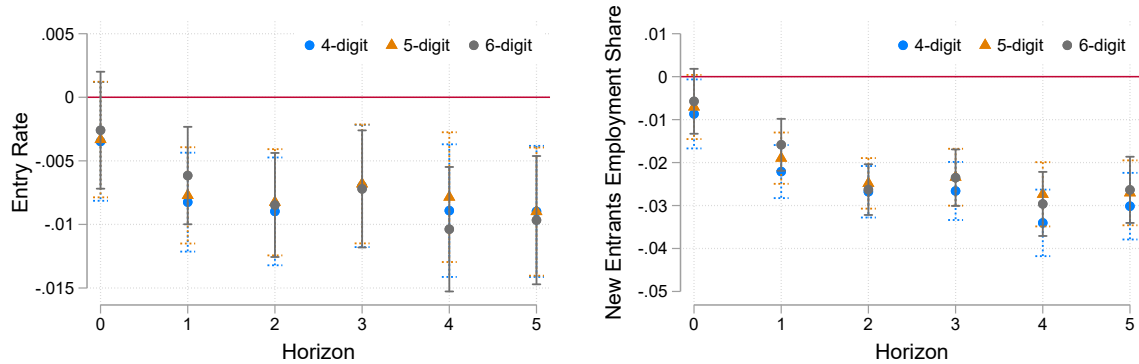 Entry Rate
.005
0
-.005
-.01
-.015
4-digit 5-digit 6-digit
0 1 2 3 4 5
Horizon
New Entrants Employment Share
.01
0
-.01
-.02
-.03
-.04
-.05
4-digit 5-digit 6-digit
0 1 2 3 4 5
Horizon